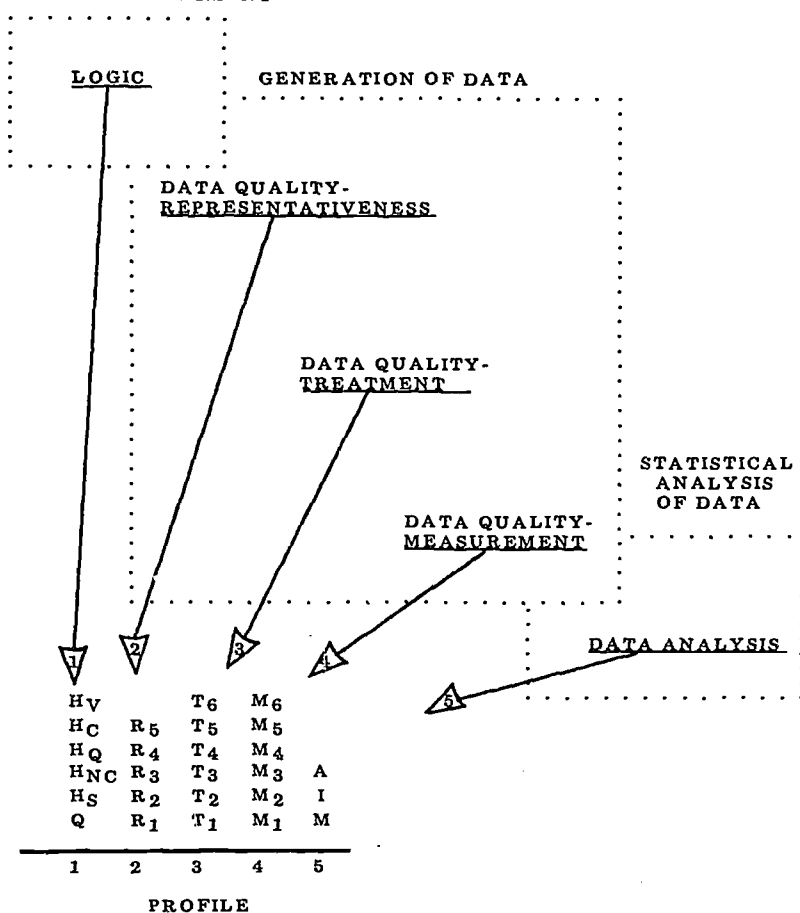 LOGIC
GENERATION OF DATA
DATA QUALITY-
REPRESENTATIVENESS
DATA QUALITY-
TREATMENT
STATISTICAL
ANALYSIS
OF DATA
DATA QUALITY-
MEASUREMENT
DATA ANALYSIS
1 2 3 4 5
HV T6 M6
HC R5 T5 M5
HQ R4 T4 M4
HNC R3 T3 M3 A
HS R2 T2 M2 I
Q R1 T1 M1 M
1 2 3 4 5
PROFILE